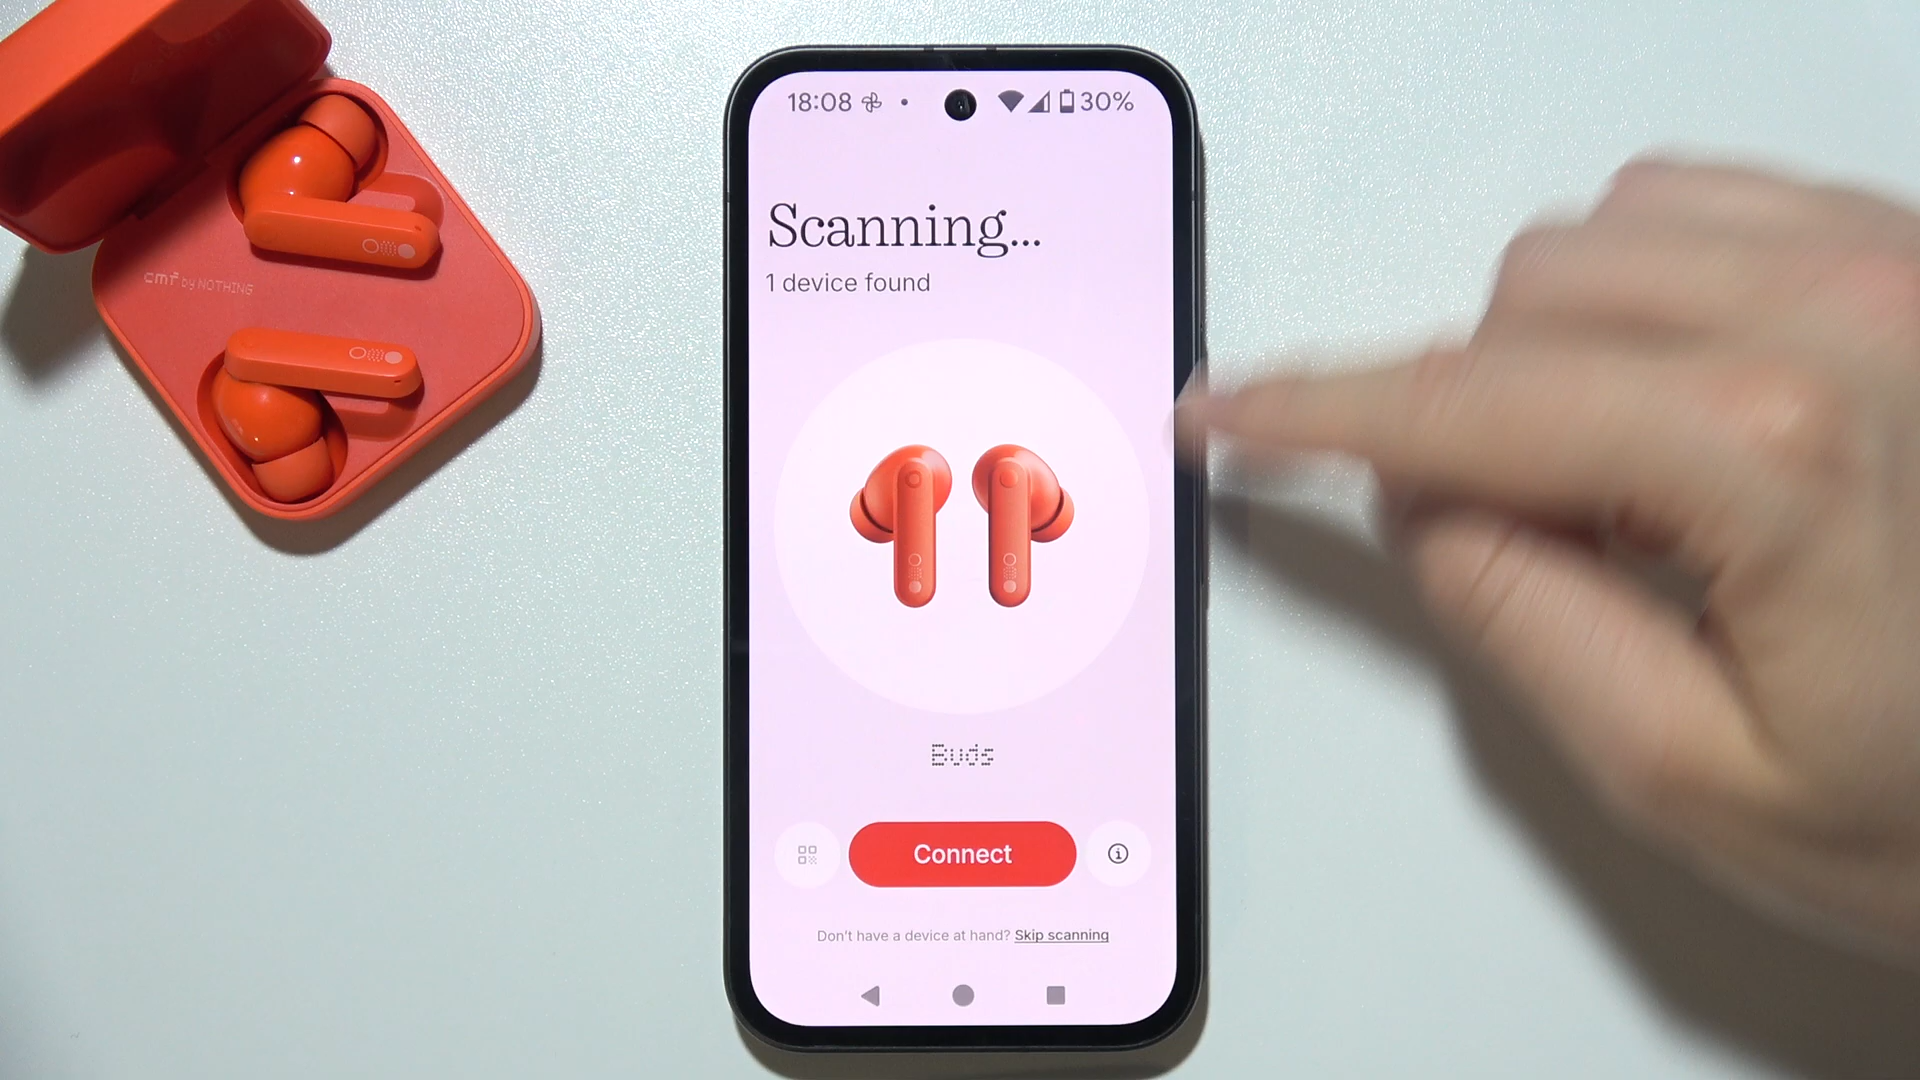 cmf by NOTHING
18:08
30%
Scanning...
1 device found
Buds
Connect
Don't have a device at hand? Skip scanning